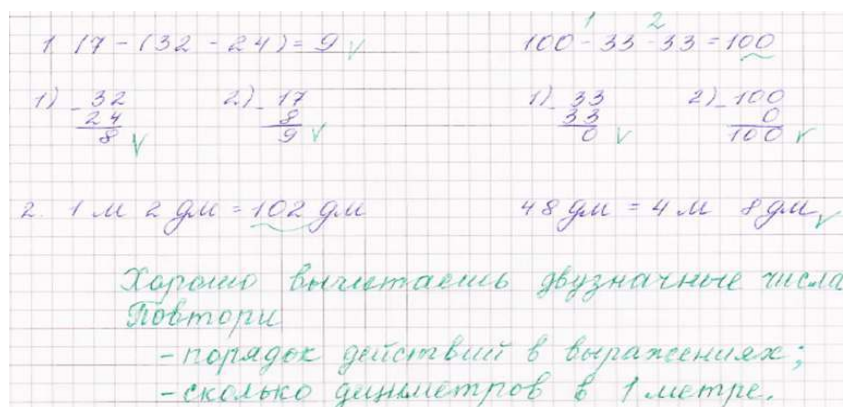 1 17 - (32 - 24) = 9 V 100 - 33 - 33 = 100
1 2
1) - 32 2) - 17 1) - 33 2) - 100
24 8 33 0
8 V 9 V 0 V 100 V
2. 1 м 2 дм = 102 дм 48 дм = 4 м 8 дм V
Хорошо вычитаешь двузначные числа
Повтори
- порядок действий в выражениях;
- сколько дециметров в 1 метре.